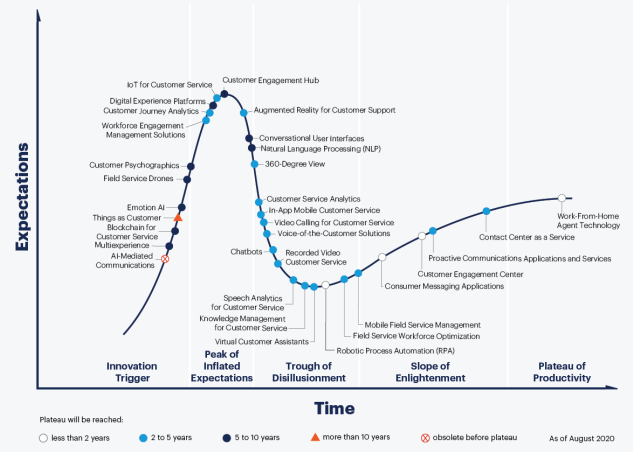 Expectations
IoT for Customer Service
Customer Engagement Hub
Digital Experience Platforms
Customer Journey Analytics
Workforce Engagement
Management Solutions
Augmented Reality for Customer Support
Conversational User Interfaces
Natural Language Processing (NLP)
360-Degree View
Customer Psychographics
Field Service Drones
Emotion AI
Things as Customer
Blockchain for
Customer Service
Multiexperience
AI-Mediated
Communications
Customer Service Analytics
In-App Mobile Customer Service
Video Calling for Customer Service
Voice-of-the-Customer Solutions
Chatbots
Recorded Video
Customer Service
Speech Analytics
for Customer Service
Knowledge Management
for Customer Service
Virtual Customer Assistants
Robotic Process Automation (RPA)
Field Service Workforce Optimization
Mobile Field Service Management
Consumer Messaging Applications
Customer Engagement Center
Proactive Communications Applications and Services
Contact Center as a Service
Work-From-Home
Agent Technology
Innovation
Trigger
Peak of
Inflated
Expectations
Trough of
Disillusionment
Slope of
Enlightenment
Plateau of
Productivity
Time
Plateau will be reached:
less than 2 years
2 to 5 years
5 to 10 years
more than 10 years
obsolete before plateau
As of August 2020